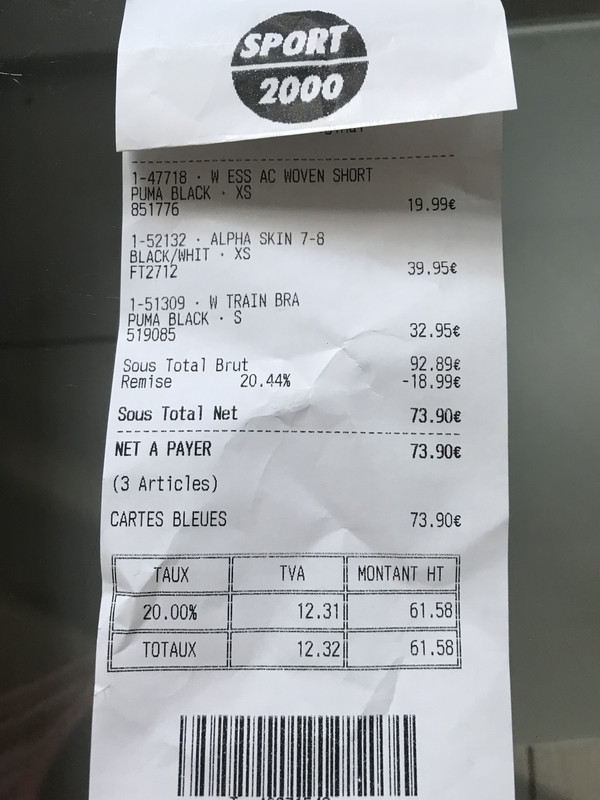 SPORT
2000
1-47718 · W ESS AC WOVEN SHORT
PUMA BLACK · XS
851776 19.99€
1-52132 · ALPHA SKIN 7-8
BLACK/WHIT · XS
FT2712 39.95€
1-51309 · W TRAIN BRA
PUMA BLACK · S
519085 32.95€
Sous Total Brut 92.89€
Remise 20.44% -18.99€
Sous Total Net 73.90€
NET A PAYER 73.90€
(3 Articles)
CARTES BLEUES 73.90€
TAUX TVA MONTANT HT
20.00% 12.31 61.58
TOTAUX 12.32 61.58